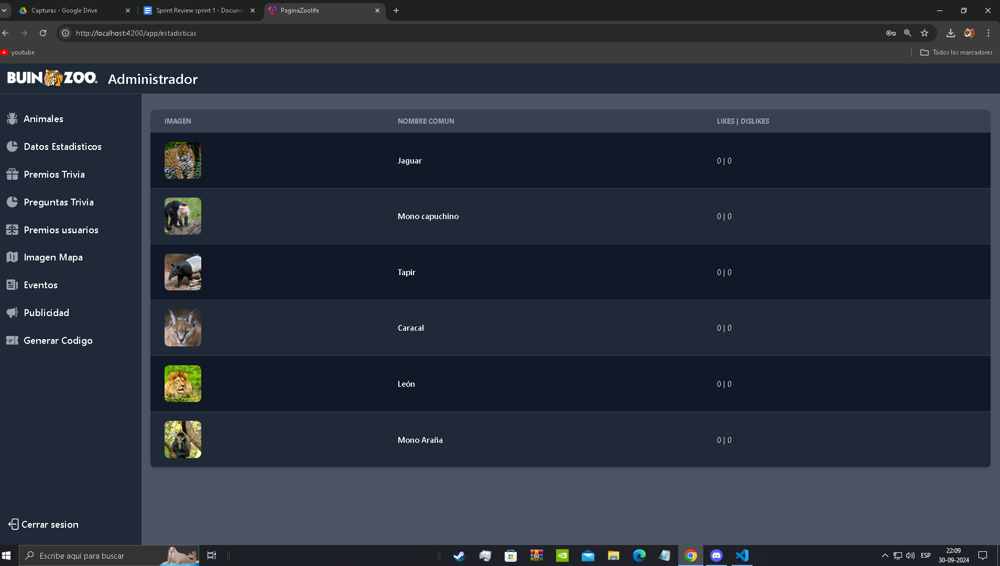 Capturas - Google Drive
Sprint Review sprint 1 - Docume
PaginaZoolife
http://localhost:4200/app/estadisticas
youtube
Todos los marcadores
BUIN ZOO
Administrador
Animales
Datos Estadisticos
Premios Trivia
Preguntas Trivia
Premios usuarios
Imagen Mapa
Eventos
Publicidad
Generar Codigo
Cerrar sesion
IMAGEN NOMBRE COMUN LIKES | DISLIKES
Jaguar 0 | 0
Mono capuchino 0 | 0
Tapir 0 | 0
Caracal 0 | 0
León 0 | 0
Mono Araña 0 | 0
Escribe aquí para buscar
ESP
22:09
30-09-2024